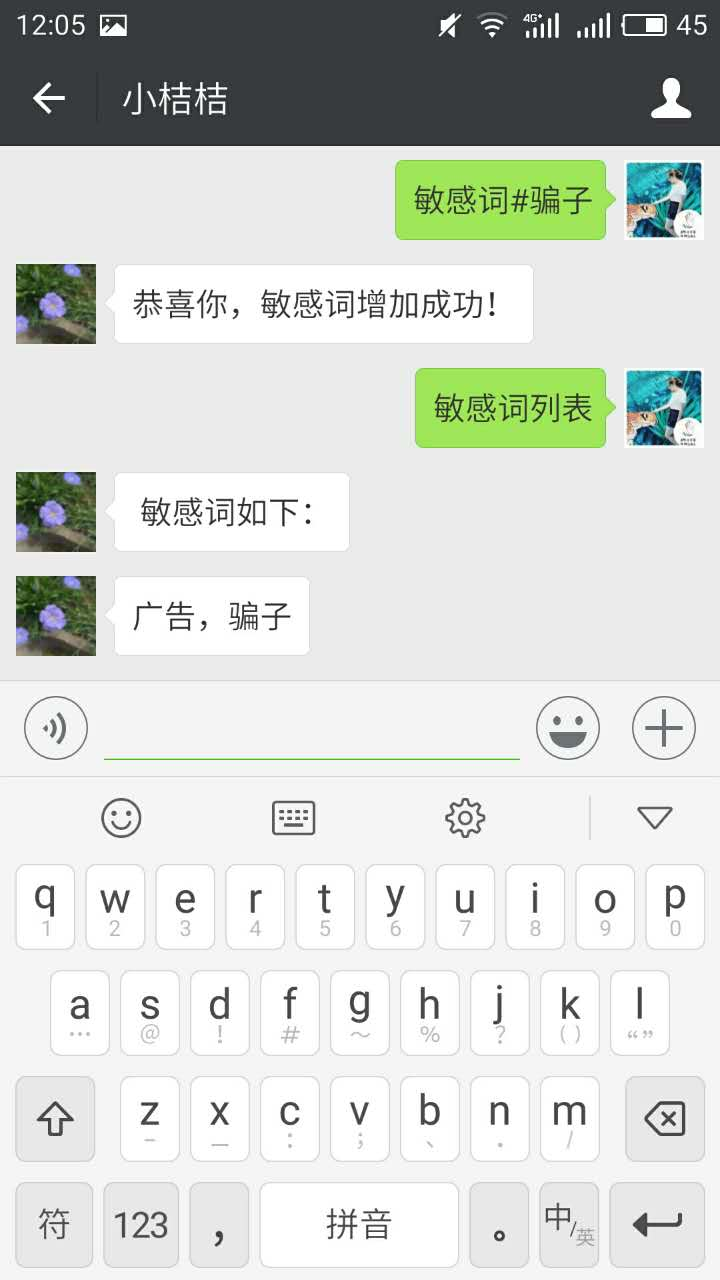 12:05 4G+ 45
小桔桔
敏感词#骗子
恭喜你，敏感词增加成功！
敏感词列表
敏感词如下：
广告，骗子
q w e r t y u i o p
1 2 3 4 5 6 7 8 9 0
a s d f g h j k l
… @ ! # ～ % ? ( ) “ ”
z x c v b n m
- — : ; 、 . /
符 123 ， 拼音 。 中/英